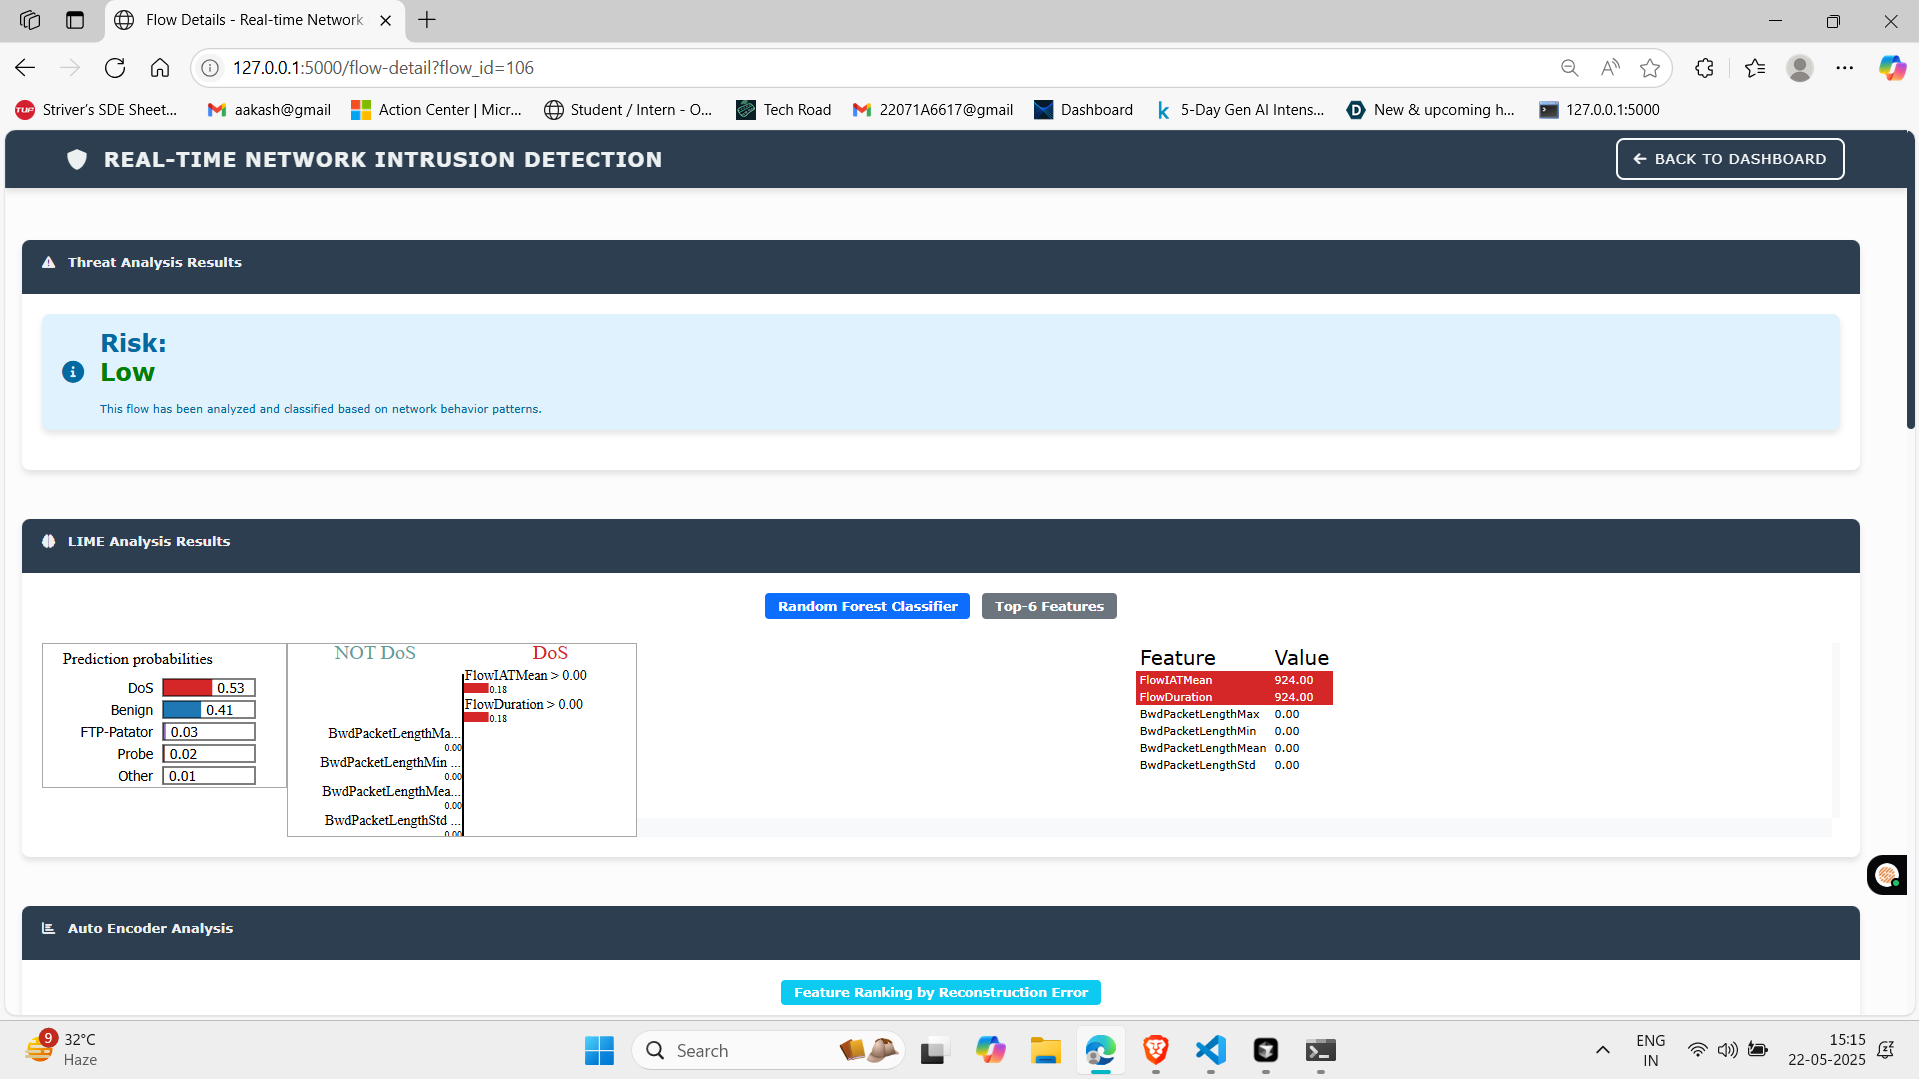 Flow Details - Real-time Network
127.0.0.1:5000/flow-detail?flow_id=106
TUF Striver's SDE Sheet...
aakash@gmail
Action Center | Micr...
Student / Intern - O...
Tech Road
22071A6617@gmail
Dashboard
k 5-Day Gen AI Intens...
D New & upcoming h...
127.0.0.1:5000
REAL-TIME NETWORK INTRUSION DETECTION
BACK TO DASHBOARD
Threat Analysis Results
Risk:
Low
This flow has been analyzed and classified based on network behavior patterns.
LIME Analysis Results
Random Forest Classifier
Top-6 Features
Prediction probabilities
DoS 0.53
Benign 0.41
FTP-Patator 0.03
Probe 0.02
Other 0.01
NOT DoS DoS
FlowIATMean > 0.00
0.18
FlowDuration > 0.00
0.18
BwdPacketLengthMa...
0.00
BwdPacketLengthMin ...
0.00
BwdPacketLengthMea...
0.00
BwdPacketLengthStd ...
0.00
Feature Value
FlowIATMean 924.00
FlowDuration 924.00
BwdPacketLengthMax 0.00
BwdPacketLengthMin 0.00
BwdPacketLengthMean 0.00
BwdPacketLengthStd 0.00
Auto Encoder Analysis
Feature Ranking by Reconstruction Error
9
32°C
Haze
Search
ENG
IN
15:15
22-05-2025